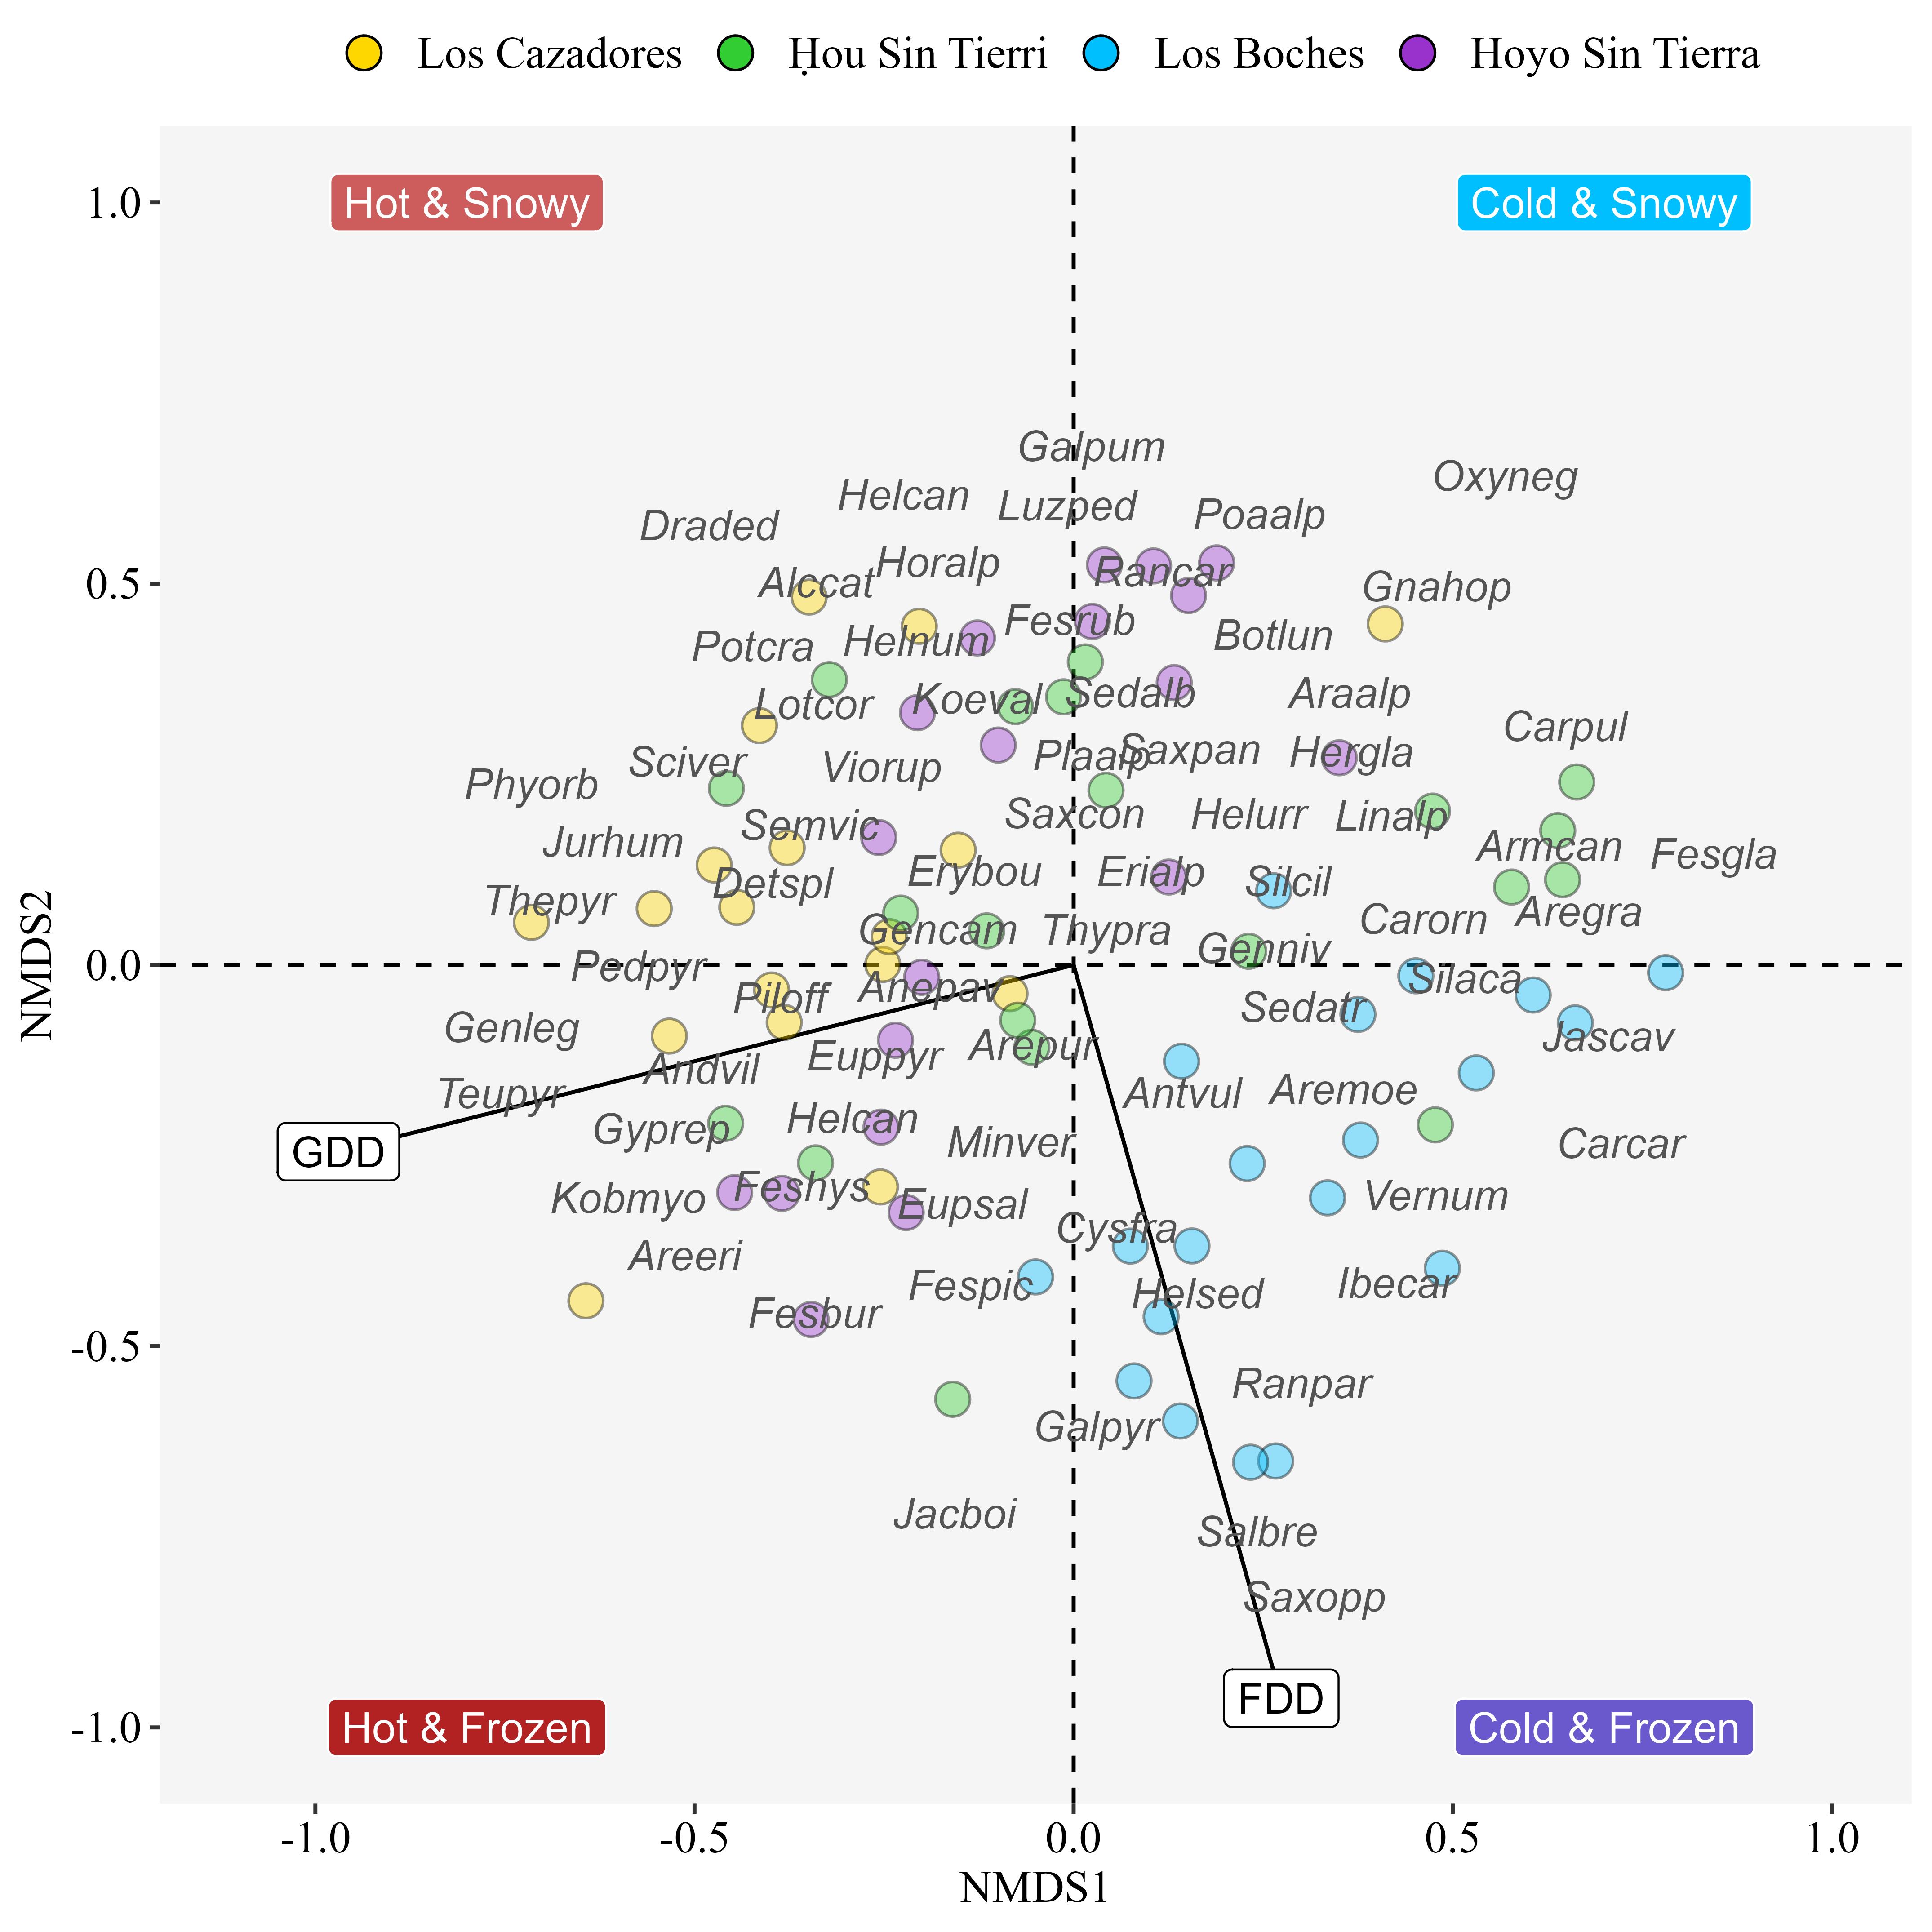 Los Cazadores Ḥou Sin Tierri Los Boches Hoyo Sin Tierra
Hot & Snowy Cold & Snowy
1.0
Galpum
Oxyneg
Helcan
Luzped
Poaalp
Draded
Horalp
Rancar
0.5
Alccat
Gnahop
Fesrub
Botlun
Potcra
Helnum
Koeval
Sedalb
Araalp
Lotcor
Carpul
Sciver
Viorup
Plaalp
Saxpan
Hergla
Phyorb
Saxcon
Helurr
Linalp
Semvic
Jurhum
Armcan
Fesgla
Detspl
Erybou
Erialp
Silcil
Thepyr
Aregra
Gencam
Thypra
Carorn
Genniv
NMDS2
0.0
Pedpyr
Silaca
Piloff
Anepav
Sedatr
Genleg
Jascav
Andvil
Euppyr
Arepur
Teupyr
Antvul
Aremoe
Gyprep
Helcan
Minver
Carcar
GDD
Kobmyo
Feshys
Eupsal
Vernum
Cysfra
Areeri
Fespic
Helsed
Ibecar
Fesbur
-0.5
Ranpar
Galpyr
Jacboi
Salbre
Saxopp
FDD
-1.0
Hot & Frozen Cold & Frozen
-1.0 -0.5 0.0 0.5 1.0
NMDS1